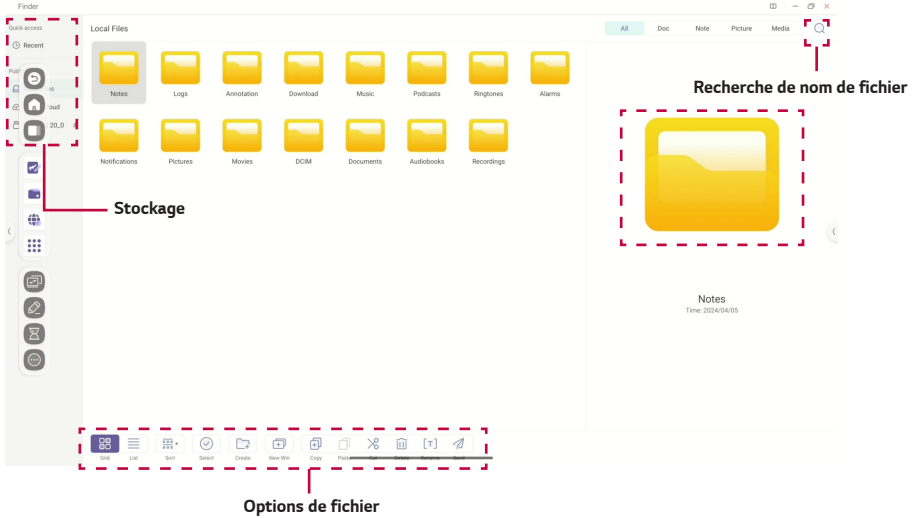 Finder
Quick access
Local Files
All Doc Note Picture Media
Recent
Recherche de nom de fichier
Notes Logs Annotation Download Music Podcasts Ringtones Alarms
20_0
Notifications Pictures Movies DCIM Documents Audiobooks Recordings
Stockage
Notes
Time: 2024/04/05
Grid List Sort Select Create New Win Copy Paste Cut Delete Rename Send
Options de fichier